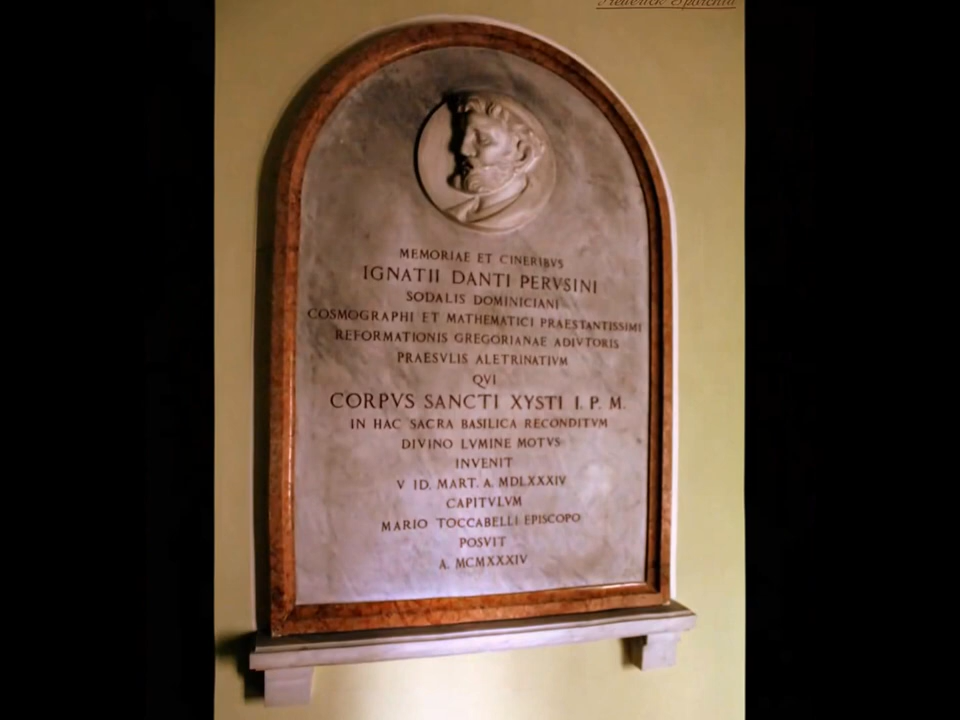 MEMORIAE ET CINERIBVS
IGNATII DANTI PERVSINI
SODALIS DOMINICIANI
COSMOGRAPHI ET MATHEMATICI PRAESTANTISSIMI
REFORMATIONIS GREGORIANAE ADIVTORIS
PRAESVLIS ALETRINATIVM
QVI
CORPVS SANCTI XYSTI I. P. M.
IN HAC SACRA BASILICA RECONDITVM
DIVINO LVMINE MOTVS
INVENIT
V ID. MART. A. MDLXXXIV
CAPITVLVM
MARIO TOCCABELLI EPISCOPO
POSVIT
A. MCMXXXIV